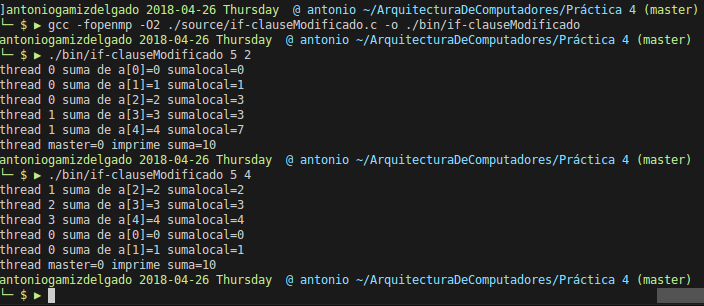 ]antoniogamizdelgado 2018-04-26 Thursday  @ antonio ~/ArquitecturaDeComputadores/Práctica 4 (master)
└─ $ ▶ gcc -fopenmp -O2 ./source/if-clauseModificado.c -o ./bin/if-clauseModificado
antoniogamizdelgado 2018-04-26 Thursday  @ antonio ~/ArquitecturaDeComputadores/Práctica 4 (master)
└─ $ ▶ ./bin/if-clauseModificado 5 2
thread 0 suma de a[0]=0 sumalocal=0
thread 0 suma de a[1]=1 sumalocal=1
thread 0 suma de a[2]=2 sumalocal=3
thread 1 suma de a[3]=3 sumalocal=3
thread 1 suma de a[4]=4 sumalocal=7
thread master=0 imprime suma=10
antoniogamizdelgado 2018-04-26 Thursday  @ antonio ~/ArquitecturaDeComputadores/Práctica 4 (master)
└─ $ ▶ ./bin/if-clauseModificado 5 4
thread 1 suma de a[2]=2 sumalocal=2
thread 2 suma de a[3]=3 sumalocal=3
thread 3 suma de a[4]=4 sumalocal=4
thread 0 suma de a[0]=0 sumalocal=0
thread 0 suma de a[1]=1 sumalocal=1
thread master=0 imprime suma=10
antoniogamizdelgado 2018-04-26 Thursday  @ antonio ~/ArquitecturaDeComputadores/Práctica 4 (master)
└─ $ ▶